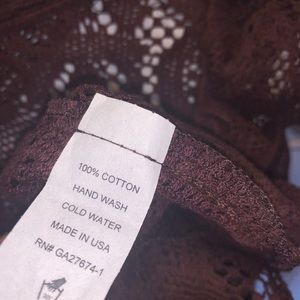 100% COTTON
HAND WASH
COLD WATER
MADE IN USA
RN# GA27674-1